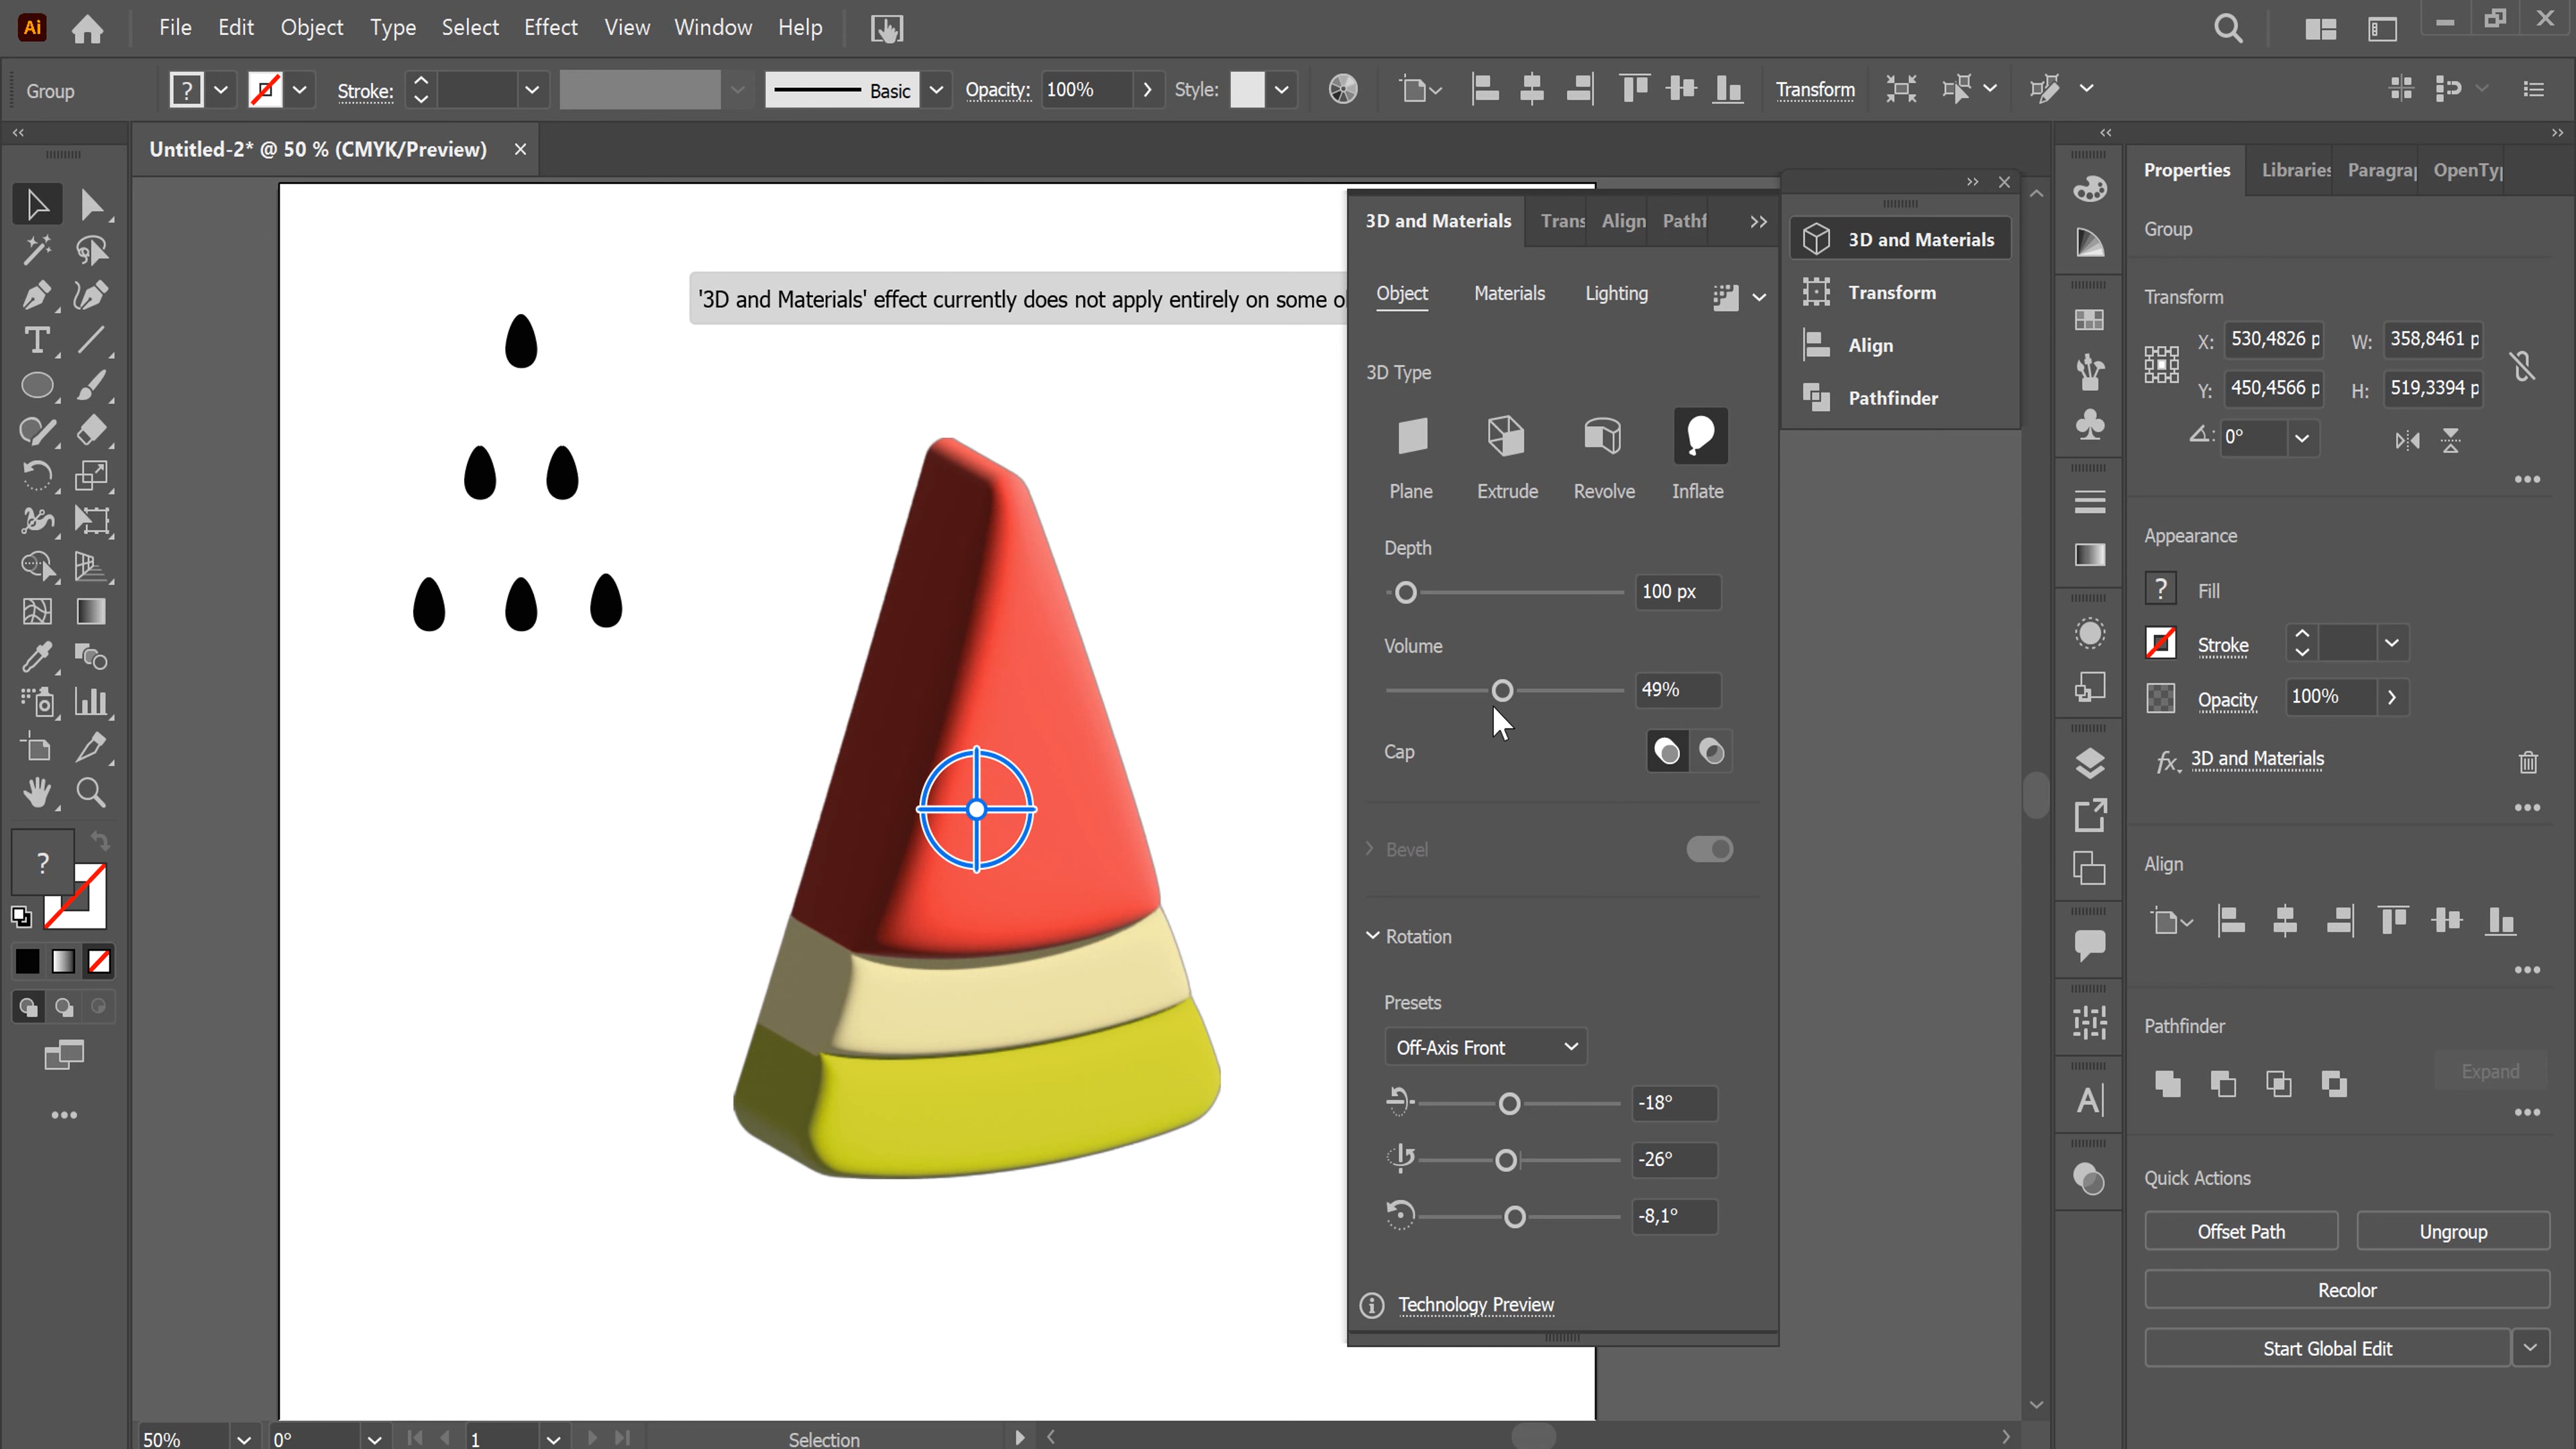 Ai File Edit Object Type Select Effect View Window Help
Group ? Stroke: Basic Opacity: 100% Style: Transform
Untitled-2* @ 50 % (CMYK/Preview) ×
'3D and Materials' effect currently does not apply entirely on some
3D and Materials Trans Align Pathf
Object Materials Lighting
3D Type
Plane Extrude Revolve Inflate
Depth
100 px
Volume
49%
Cap
Bevel
Rotation
Presets
Off-Axis Front
-18°
-26°
-8,1°
Technology Preview
3D and Materials
Transform
Align
Pathfinder
Properties Libraries Paragra OpenTy
Group
Transform
X: 530,4826 p W: 358,8461 p
Y: 450,4566 p H: 519,3394 p
0°
Appearance
? Fill
Stroke
Opacity 100%
fx 3D and Materials
Align
Pathfinder
Expand
Quick Actions
Offset Path Ungroup
Recolor
Start Global Edit
?
50% 0° 1 Selection